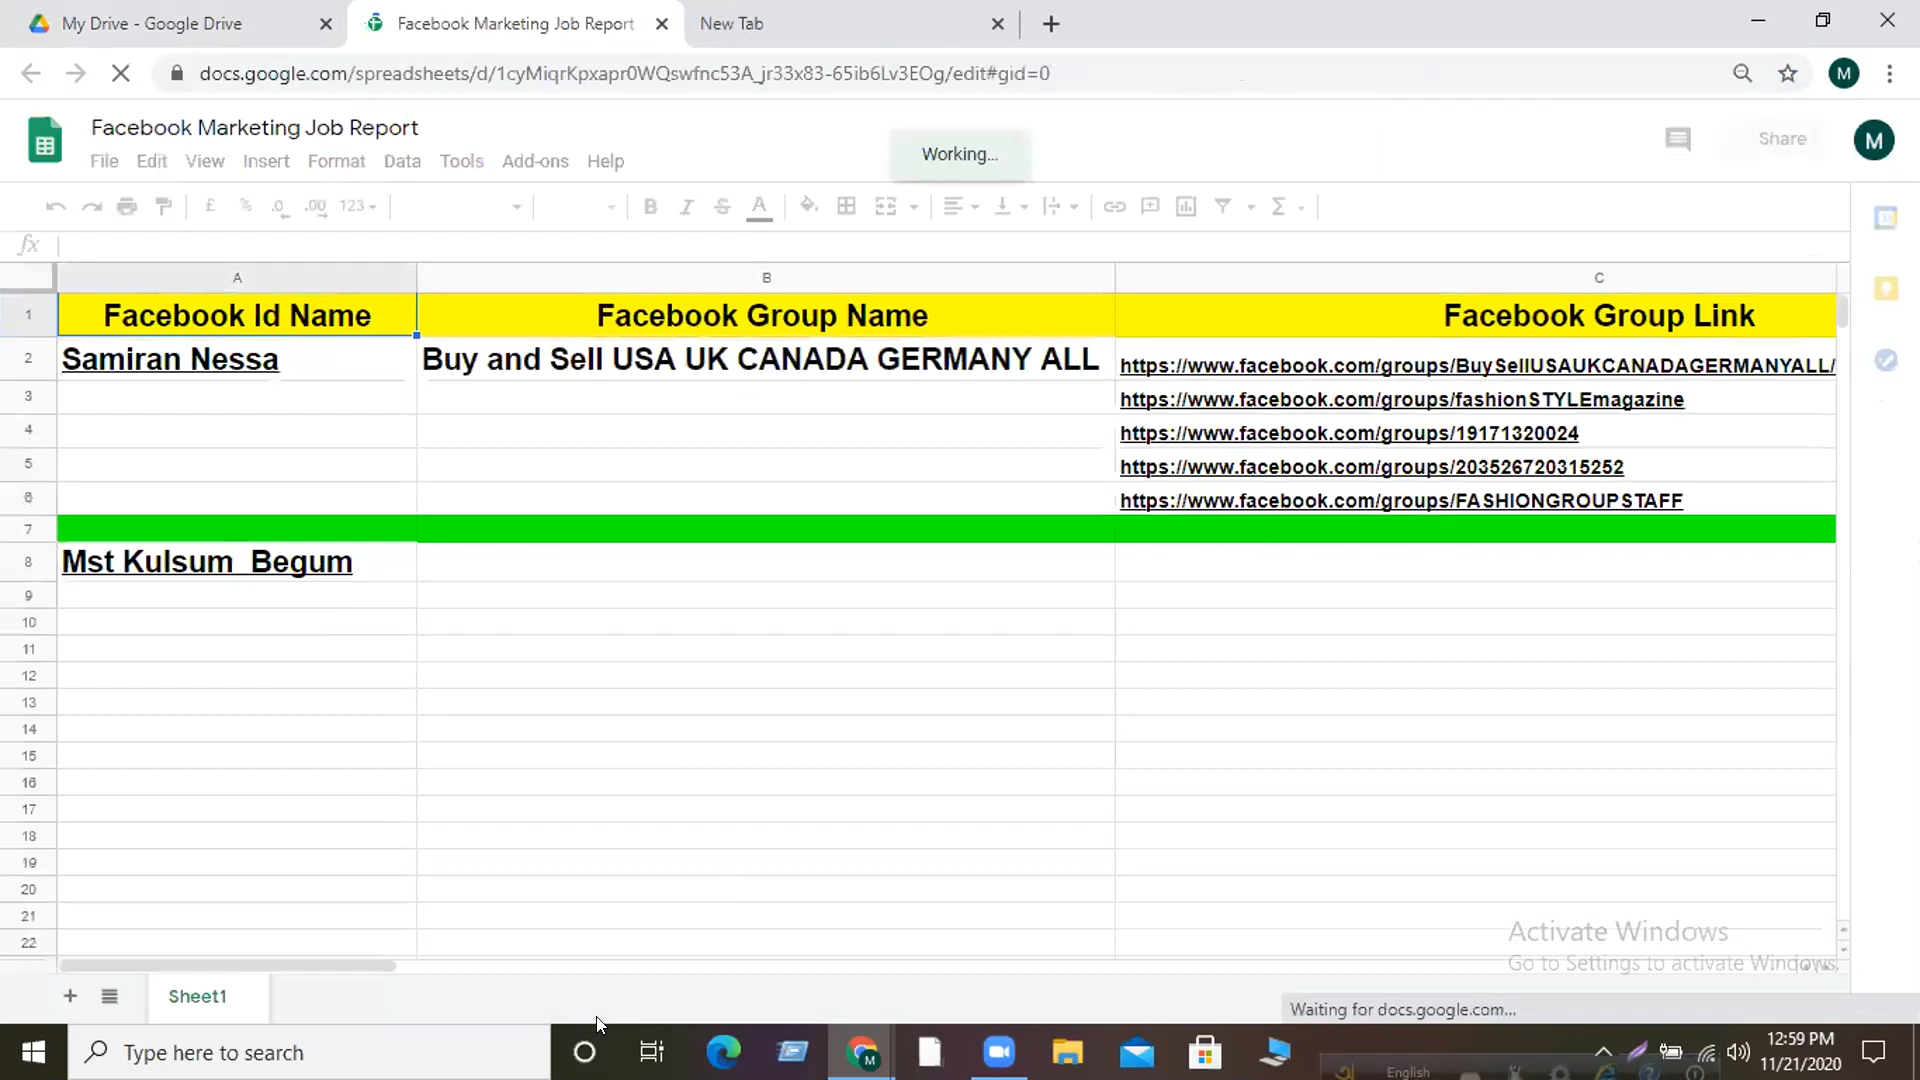 My Drive - Google Drive
Facebook Marketing Job Report
New Tab
docs.google.com/spreadsheets/d/1cyMiqrKpxapr0WQswfnc53A_jr33x83-65ib6Lv3EOg/edit#gid=0
M
Facebook Marketing Job Report
Working...
Share
M
File Edit View Insert Format Data Tools Add-ons Help
£ % .0 .00 123
fx
A B C
1 Facebook Id Name Facebook Group Name Facebook Group Link
2 Samiran Nessa Buy and Sell USA UK CANADA GERMANY ALL https://www.facebook.com/groups/BuySellUSAUKCANADAGERMANYALL/
3 https://www.facebook.com/groups/fashionSTYLEmagazine
4 https://www.facebook.com/groups/19171320024
5 https://www.facebook.com/groups/203526720315252
6 https://www.facebook.com/groups/FASHIONGROUPSTAFF
7
8 Mst Kulsum Begum
9
10
11
12
13
14
15
16
17
18
19
20
21
22
Activate Windows
Go to Settings to activate Windows.
Sheet1
Waiting for docs.google.com...
Type here to search
M
English
12:59 PM
11/21/2020